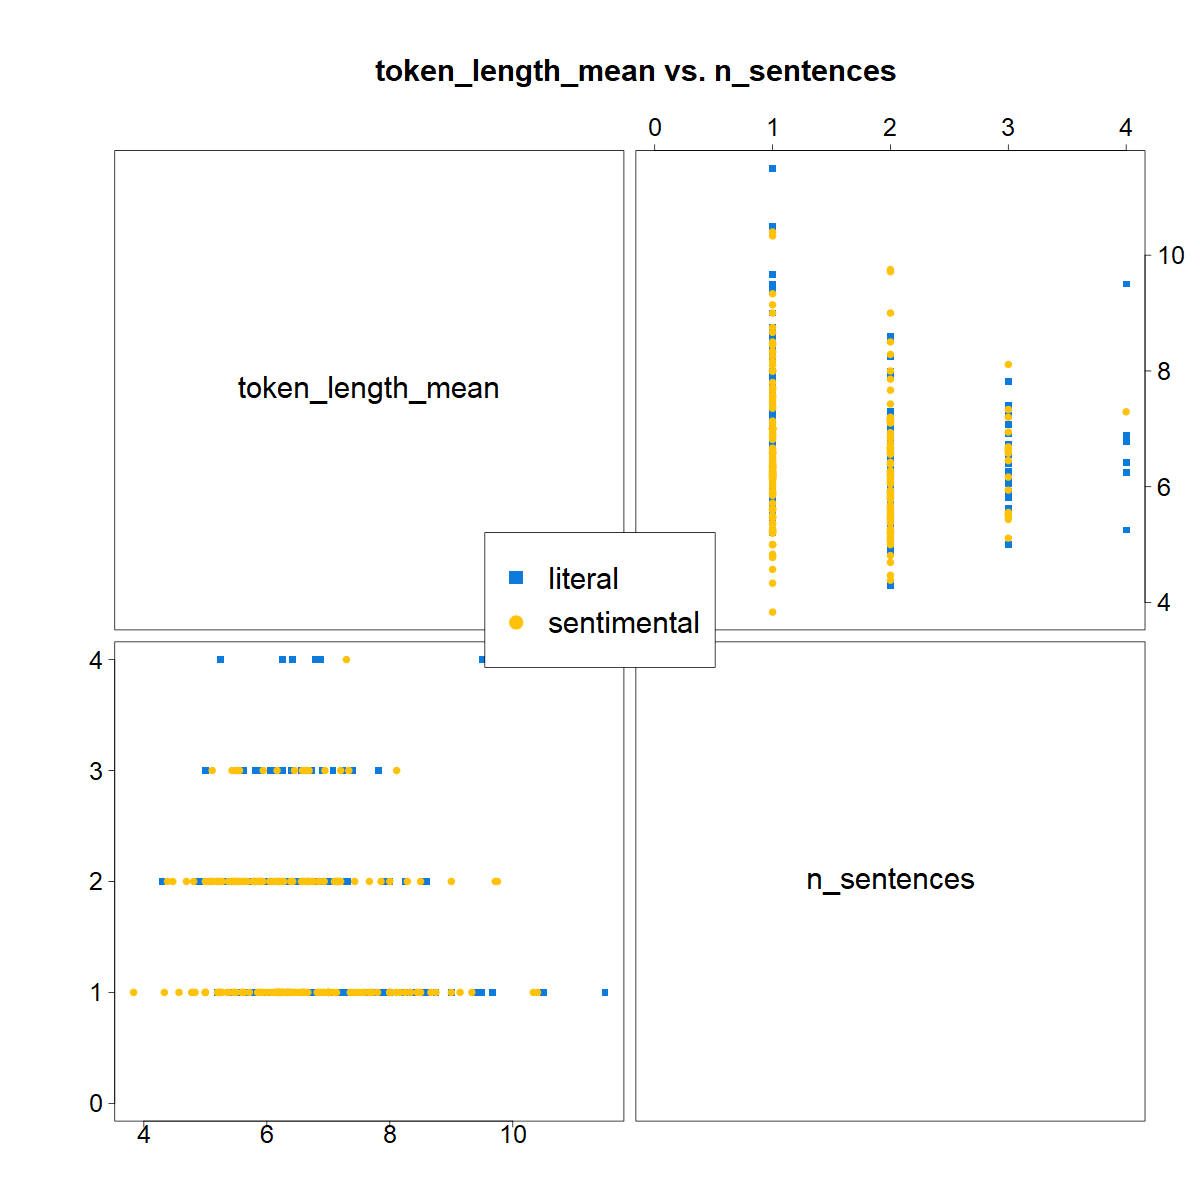 token_length_mean vs. n_sentences
0 1 2 3 4
token_length_mean
10
8
6
4
literal
sentimental
4
3
2
1
0
n_sentences
4 6 8 10